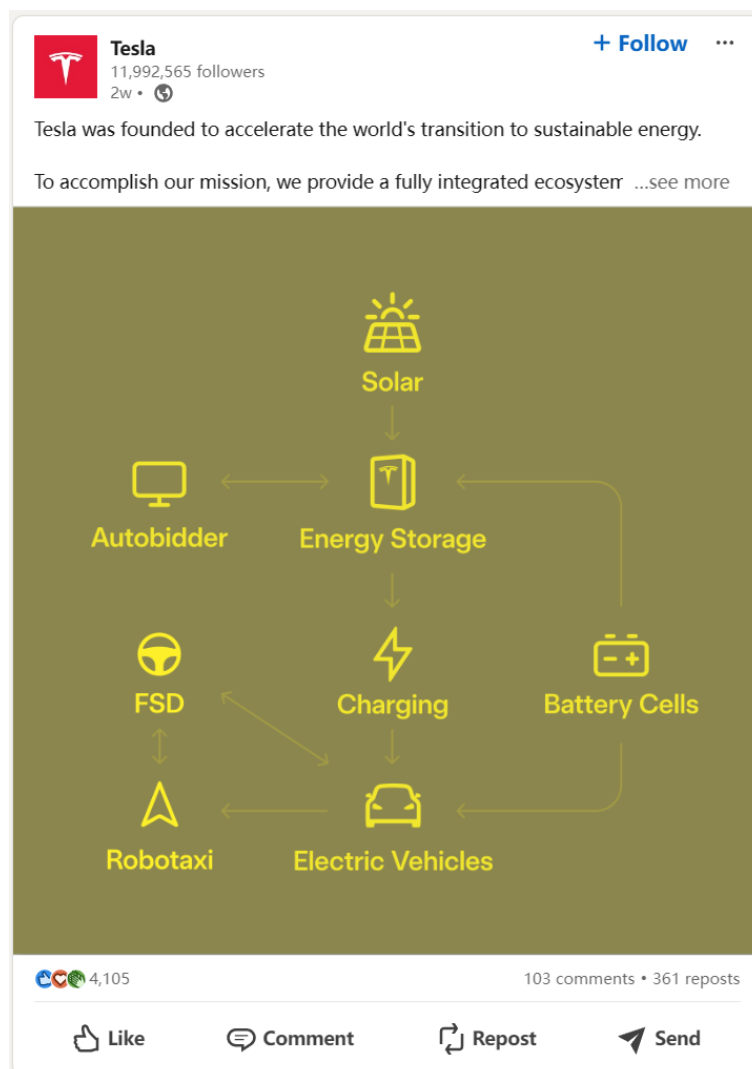 Tesla
+ Follow ···
11,992,565 followers
2w •
Tesla was founded to accelerate the world's transition to sustainable energy.
To accomplish our mission, we provide a fully integrated ecosystem ...see more
Solar
Autobidder
Energy Storage
FSD
Charging
Battery Cells
Robotaxi
Electric Vehicles
4,105
103 comments • 361 reposts
Like
Comment
Repost
Send